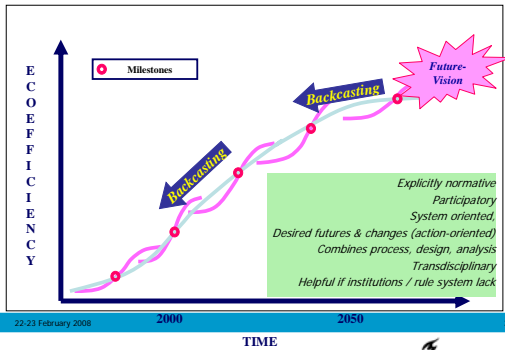 Future-
Vision
Milestones
Backcasting
Backcasting
E
C
O
E
F
F
I
C
I
E
N
C
Y
Explicitly normative
Participatory
System oriented,
Desired futures & changes (action-oriented)
Combines process, design, analysis
Transdisciplinary
Helpful if institutions / rule system lack
22-23 February 2008
2000
2050
TIME